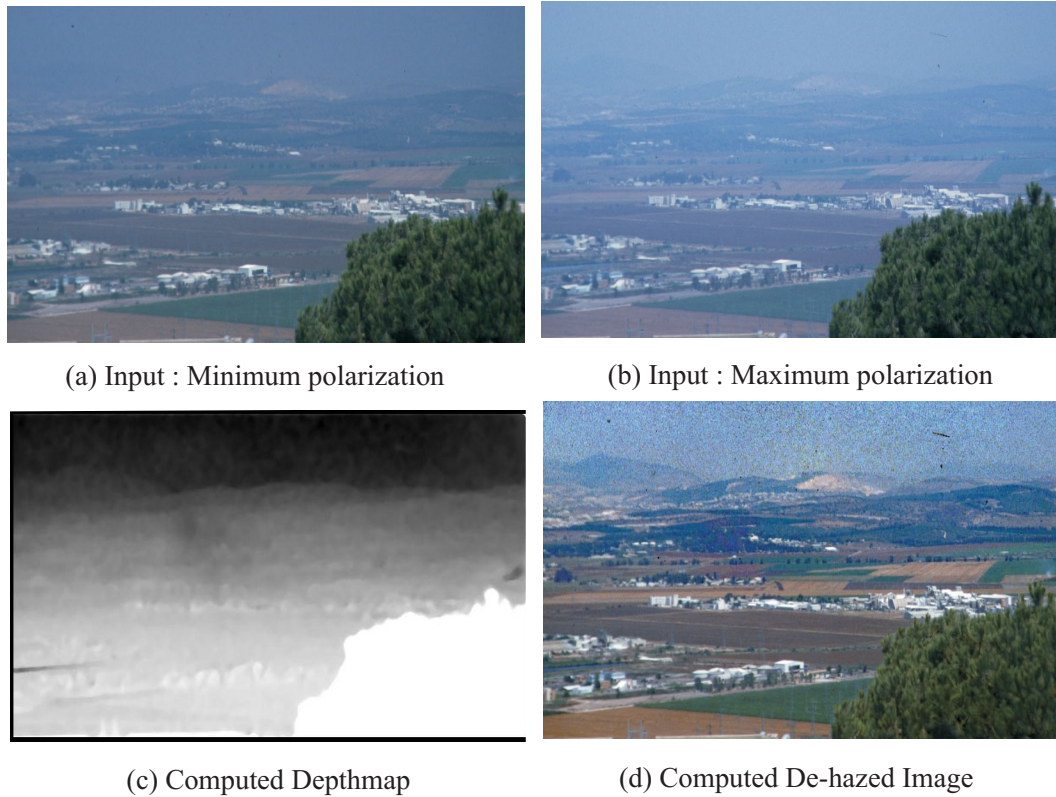 (a) Input : Minimum polarization
(b) Input : Maximum polarization
(c) Computed Depthmap
(d) Computed De-hazed Image